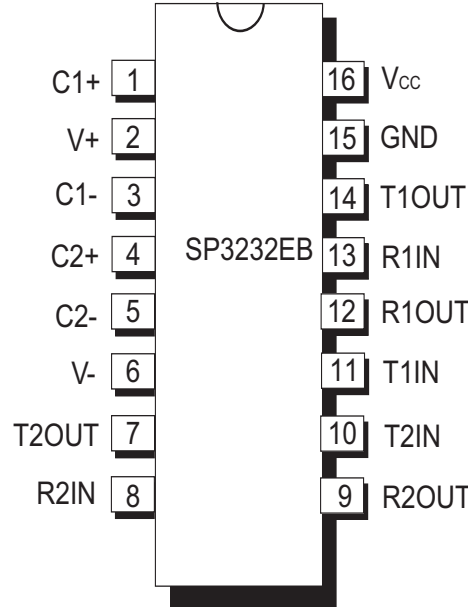 C1+ 1 16 Vcc
V+ 2 15 GND
C1- 3 14 T1OUT
C2+ 4 SP3232EB 13 R1IN
C2- 5 12 R1OUT
V- 6 11 T1IN
T2OUT 7 10 T2IN
R2IN 8 9 R2OUT